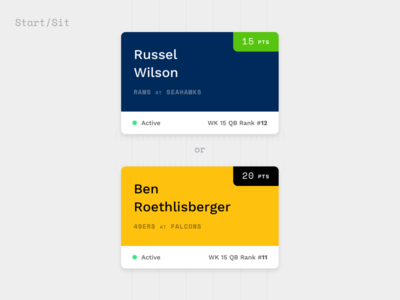 Start/Sit
15 PTS
Russel
Wilson
RAMS AT SEAHAWKS
Active
WK 15 QB Rank #12
or
20 PTS
Ben
Roethlisberger
49ERS AT FALCONS
Active
WK 15 QB Rank #11